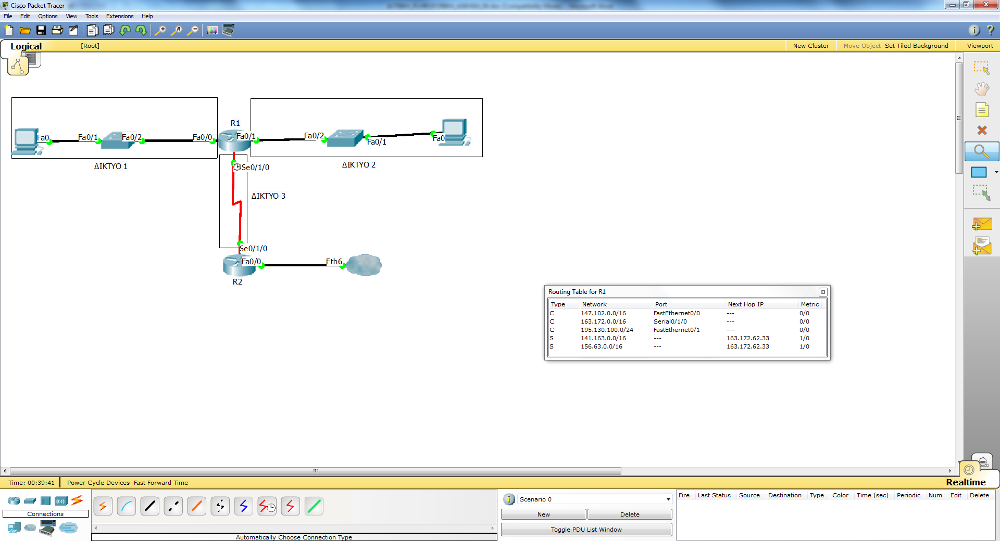 Cisco Packet Tracer
File Edit Options View Tools Extensions Help
Logical [Root] New Cluster Move Object Set Tiled Background Viewport
R1
Fa0 Fa0/1 Fa0/2 Fa0/0 Fa0/1 Fa0/2 Fa0/1 Fa0
ΔΙΚΤΥΟ 1
ΔΙΚΤΥΟ 2
Se0/1/0
ΔΙΚΤΥΟ 3
Se0/1/0
Fa0/0 Eth6
R2
Routing Table for R1
Type Network Port Next Hop IP Metric
C 147.102.0.0/16 FastEthernet0/0 --- 0/0
C 163.172.0.0/16 Serial0/1/0 --- 0/0
C 195.130.100.0/24 FastEthernet0/1 --- 0/0
S 141.163.0.0/16 --- 163.172.62.33 1/0
S 156.63.0.0/16 --- 163.172.62.33 1/0
Time: 00:39:41 Power Cycle Devices Fast Forward Time Realtime
Connections
Automatically Choose Connection Type
Scenario 0
New Delete
Toggle PDU List Window
Fire Last Status Source Destination Type Color Time (sec) Periodic Num Edit Delete